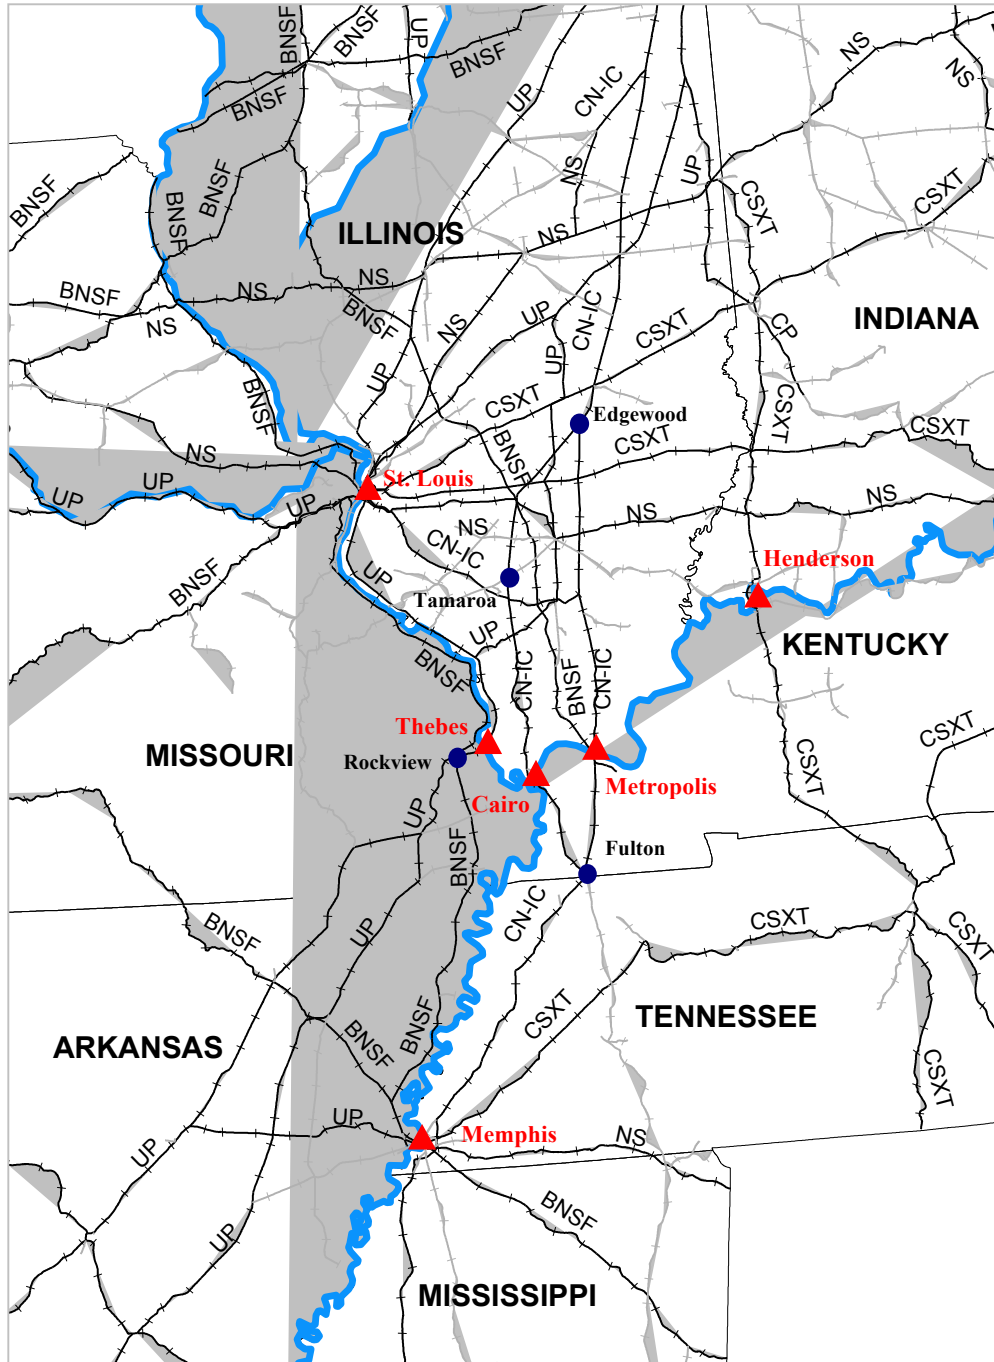 BNSF
BNSF
UP
BNSF
NS
NS
BNSF
UP
CN-IC
BNSF
BNSF
BNSF
NS
UP
CSXT
CSXT
ILLINOIS
NS
BNSF
NS
NS
BNSF
NS
UP
CN-IC
CSXT
CP
INDIANA
UP
UP
BNSF
CSXT
Edgewood
CSXT
CSXT
CSXT
BNSF
NS
UP
UP
UP
St. Louis
NS
NS
NS
CN-IC
BNSF
UP
Henderson
Tamaroa
UP
BNSF
CN-IC
BNSF
CN-IC
KENTUCKY
Thebes
MISSOURI
Rockview
CSXT
CSXT
Cairo
Metropolis
UP
BNSF
Fulton
BNSF
UP
CN-IC
CSXT
CSXT
BNSF
BNSF
CSXT
TENNESSEE
ARKANSAS
CSXT
UP
Memphis
NS
UP
UP
BNSF
MISSISSIPPI